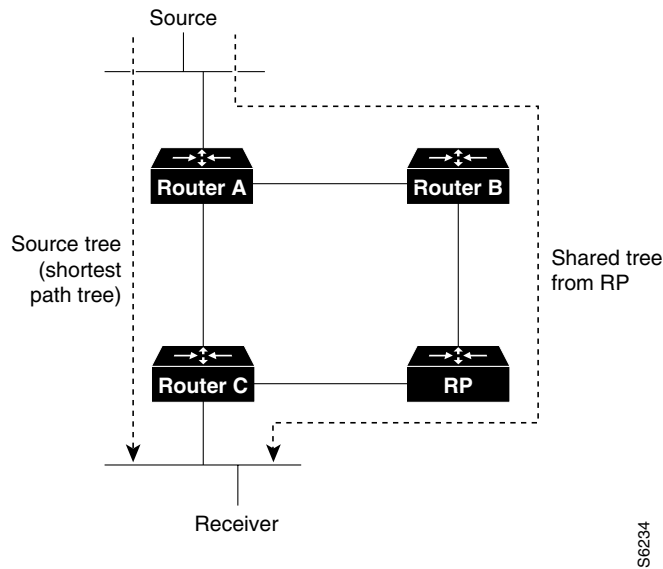 Source
Router A
Router B
Source tree
(shortest
path tree)
Shared tree
from RP
Router C
RP
Receiver
S6234